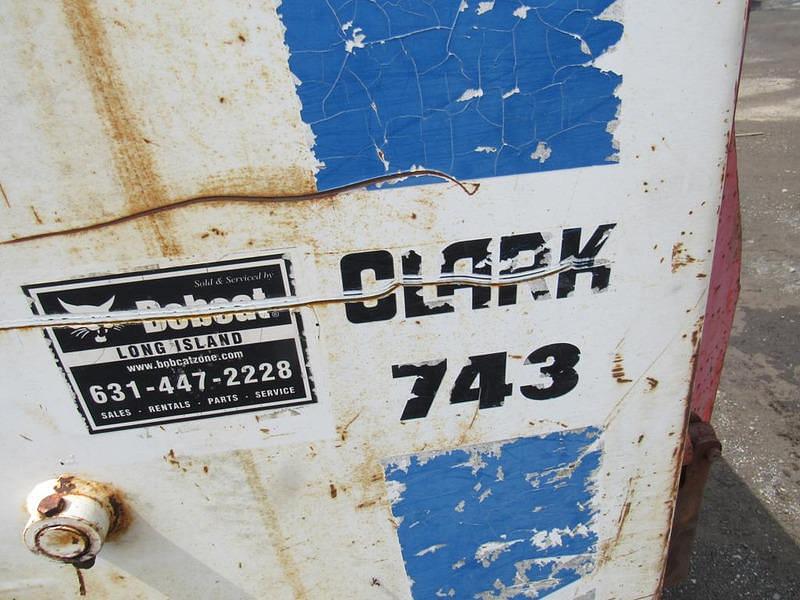 Sold & Serviced by
Bobcat®
LONG ISLAND
www.bobcatzone.com
631-447-2228
SALES · RENTALS · PARTS · SERVICE
CLARK
743